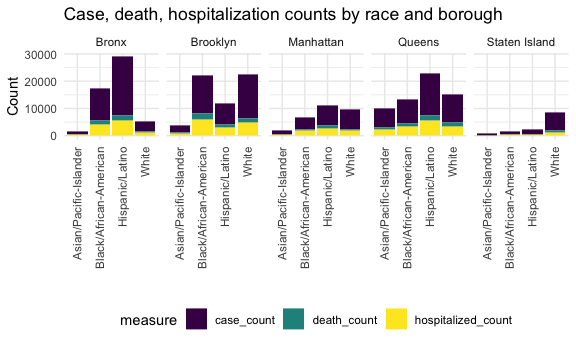 Case, death, hospitalization counts by race and borough
Bronx Brooklyn Manhattan Queens Staten Island
Count
30000
20000
10000
0
Asian/Pacific-Islander Black/African-American Hispanic/Latino White Asian/Pacific-Islander Black/African-American Hispanic/Latino White Asian/Pacific-Islander Black/African-American Hispanic/Latino White Asian/Pacific-Islander Black/African-American Hispanic/Latino White Asian/Pacific-Islander Black/African-American Hispanic/Latino White
measure case_count death_count hospitalized_count